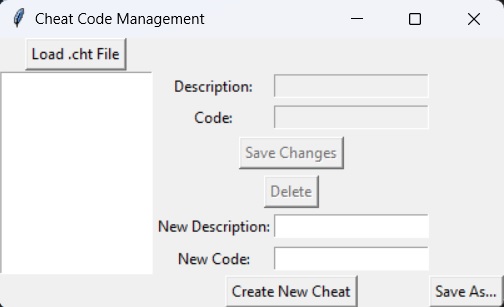 Cheat Code Management
Load .cht File
Description:
Code:
Save Changes
Delete
New Description:
New Code:
Create New Cheat
Save As...